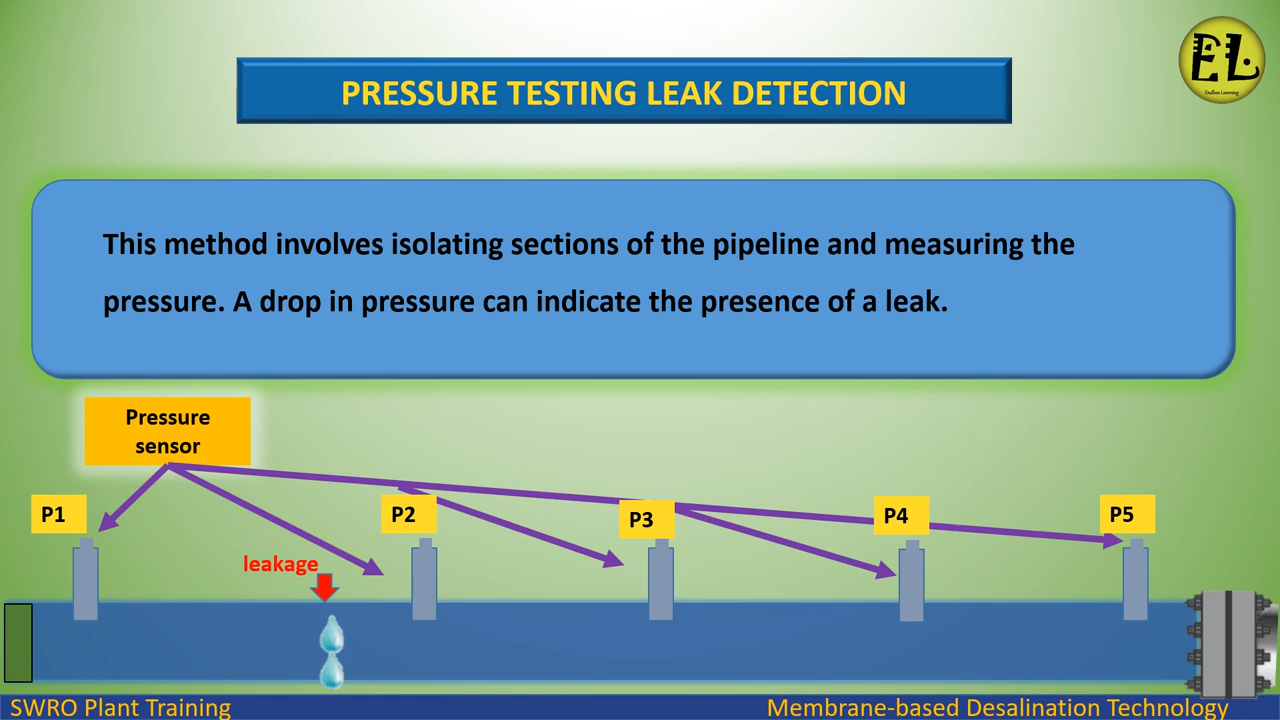 EL
Endless Learning
PRESSURE TESTING LEAK DETECTION
This method involves isolating sections of the pipeline and measuring the
pressure. A drop in pressure can indicate the presence of a leak.
Pressure
sensor
P1
P2
P3
P4
P5
leakage
SWRO Plant Training
Membrane-based Desalination Technology